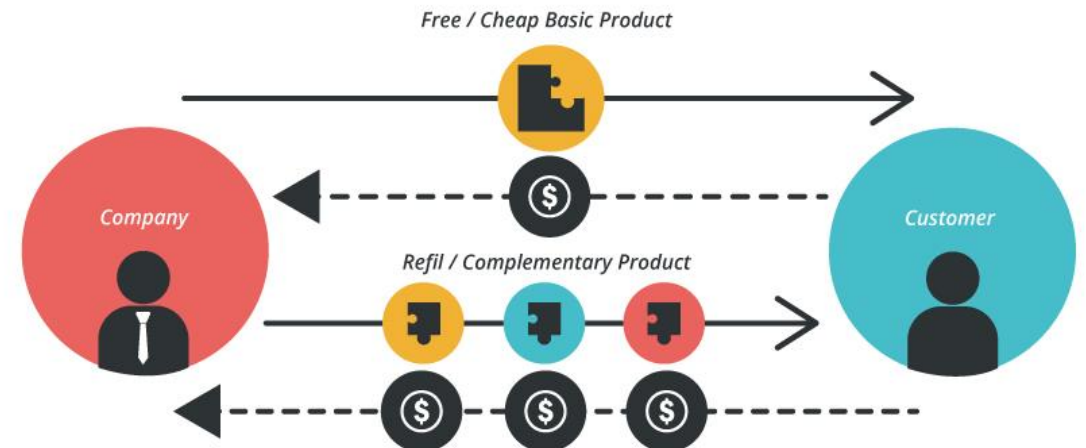 Free / Cheap Basic Product
$
Company
Customer
Refil / Complementary Product
$ $ $